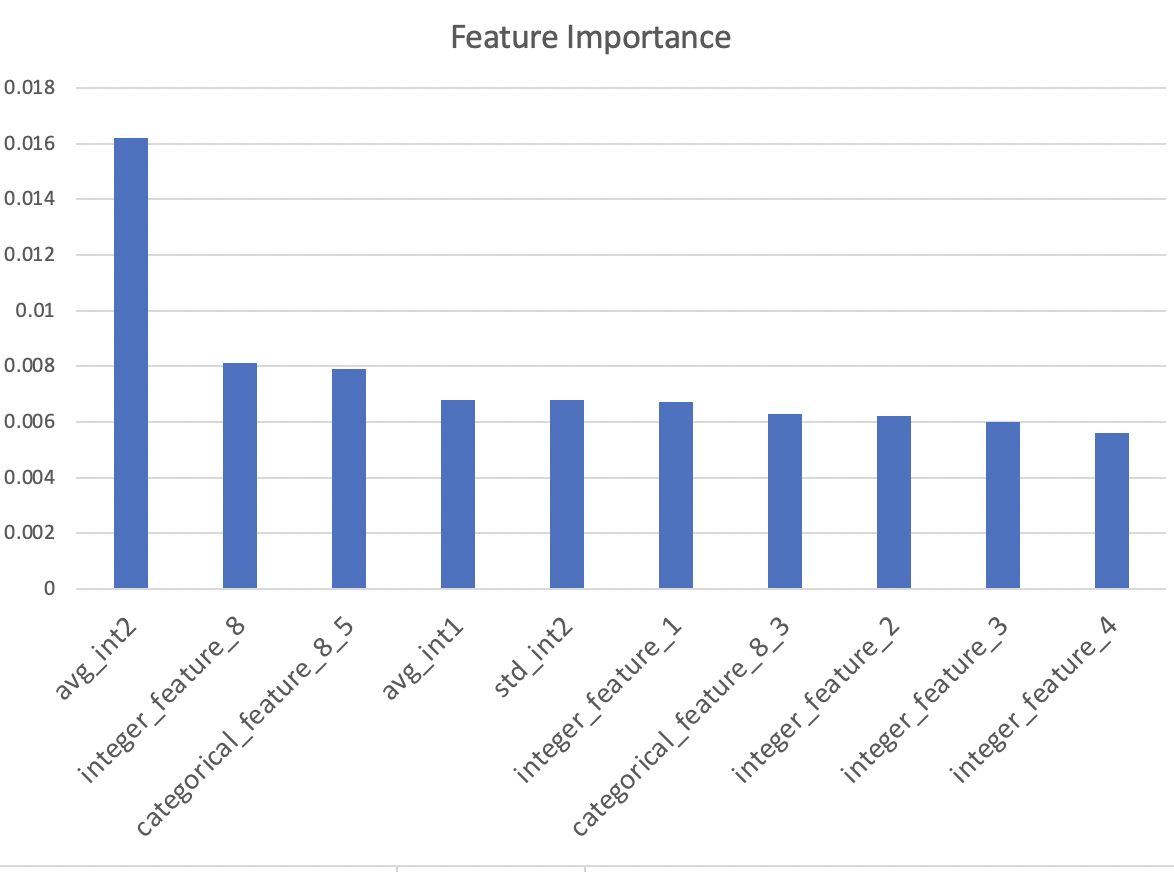 Feature Importance
0.018
0.016
0.014
0.012
0.01
0.008
0.006
0.004
0.002
0
avg_int2
integer_feature_8
categorical_feature_8_5
avg_int1
std_int2
integer_feature_1
categorical_feature_8_3
integer_feature_2
integer_feature_3
integer_feature_4